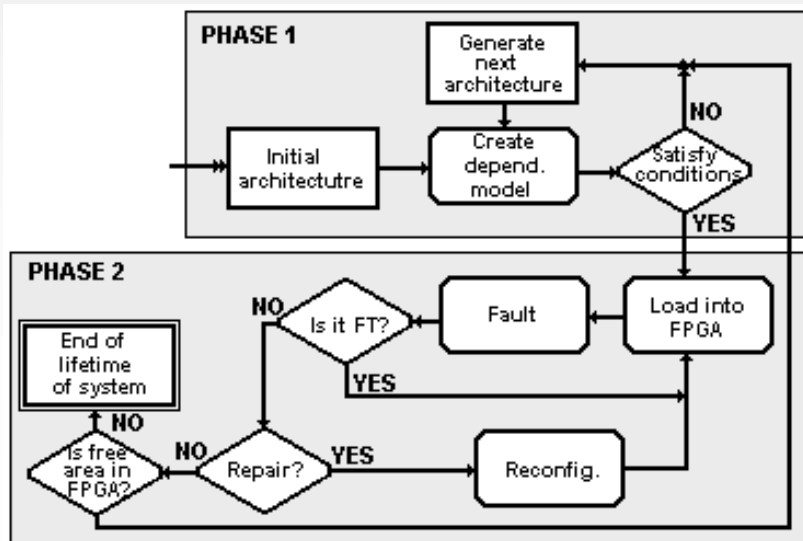 PHASE 1
Generate
next
architecture
NO
Initial
architectutre
Create
depend.
model
Satisfy
conditions
YES
PHASE 2
NO
Is it FT?
Fault
Load into
FPGA
End of
lifetime
of system
YES
NO
Is free
area in
FPGA?
NO
Repair?
YES
Reconfig.